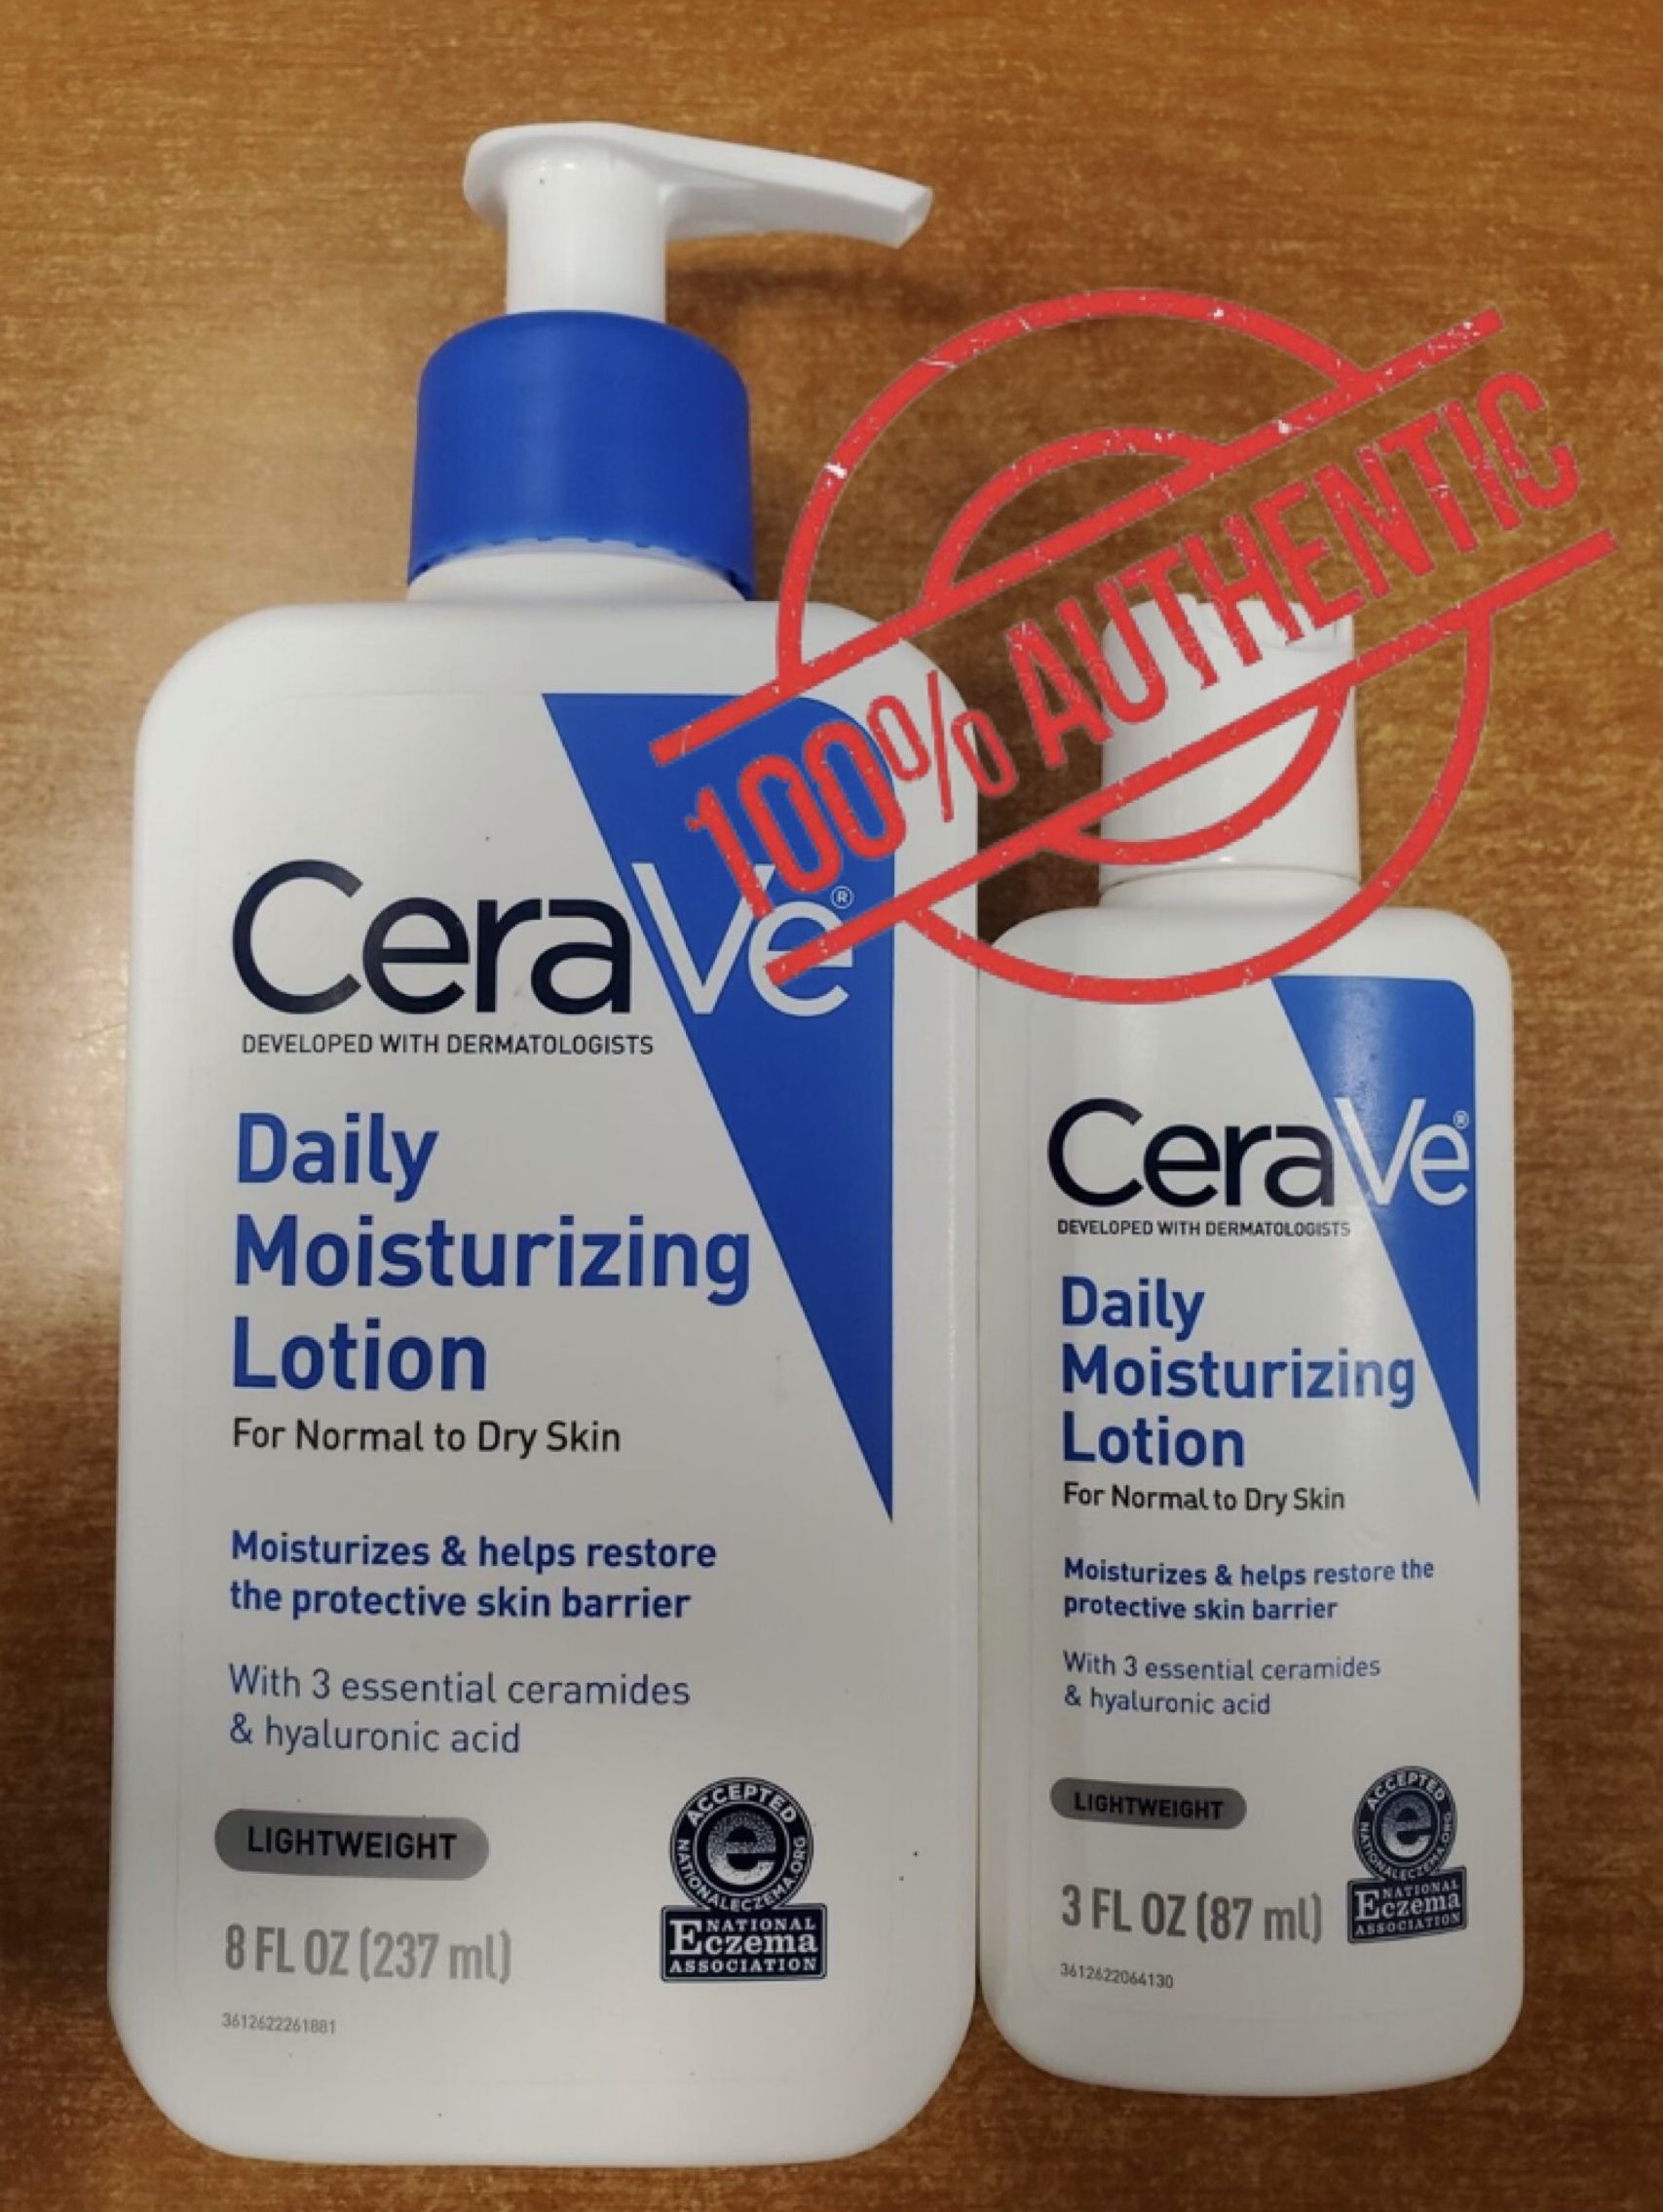 100% AUTHENTIC
CeraVe®
DEVELOPED WITH DERMATOLOGISTS
Daily
Moisturizing
Lotion
For Normal to Dry Skin
Moisturizes & helps restore
the protective skin barrier
With 3 essential ceramides
& hyaluronic acid
LIGHTWEIGHT
ACCEPTED
NATIONALECZEMA.ORG
NATIONAL
Eczema
ASSOCIATION
8 FL OZ (237 ml)
3612622261881
CeraVe®
DEVELOPED WITH DERMATOLOGISTS
Daily
Moisturizing
Lotion
For Normal to Dry Skin
Moisturizes & helps restore the
protective skin barrier
With 3 essential ceramides
& hyaluronic acid
LIGHTWEIGHT
ACCEPTED
NATIONALECZEMA.ORG
NATIONAL
Eczema
ASSOCIATION
3 FL OZ (87 ml)
3612622064130